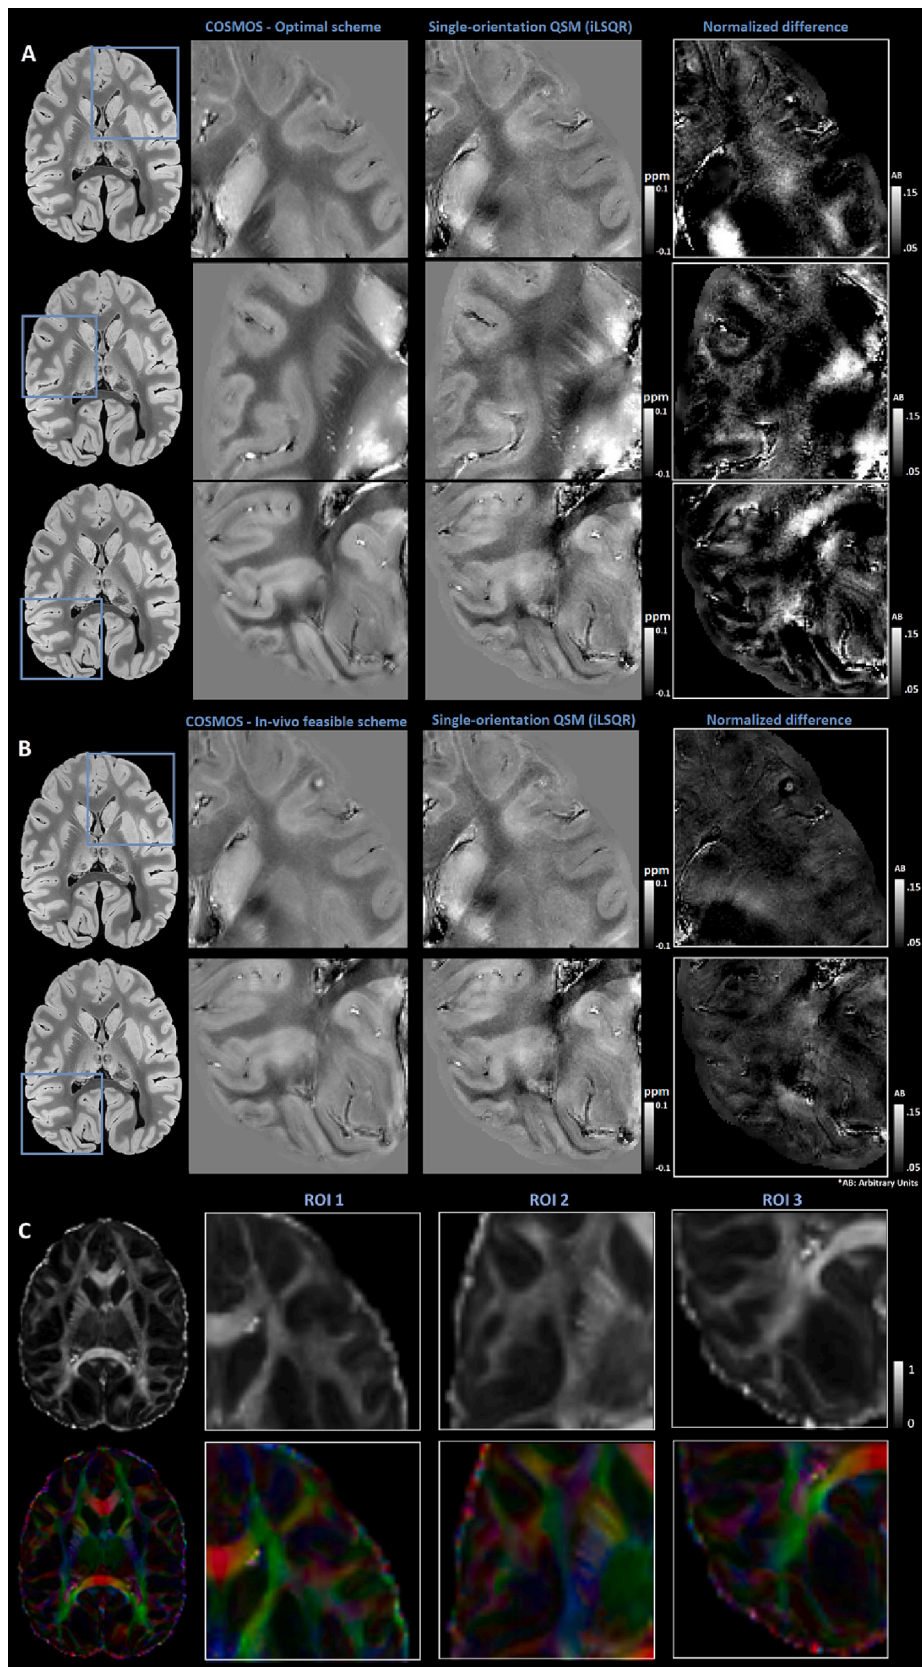 COSMOS - Optimal scheme
Single-orientation QSM (iLSQR)
Normalized difference
A
ppm
0.1
-0.1
AB
.15
.05
ppm
0.1
-0.1
AB
.15
.05
ppm
0.1
-0.1
AB
.15
.05
COSMOS - In-vivo feasible scheme
Single-orientation QSM (iLSQR)
Normalized difference
B
ppm
0.1
-0.1
AB
.15
.05
ppm
0.1
-0.1
AB
.15
.05
*AB: Arbitrary Units
ROI 1
ROI 2
ROI 3
C
1
0